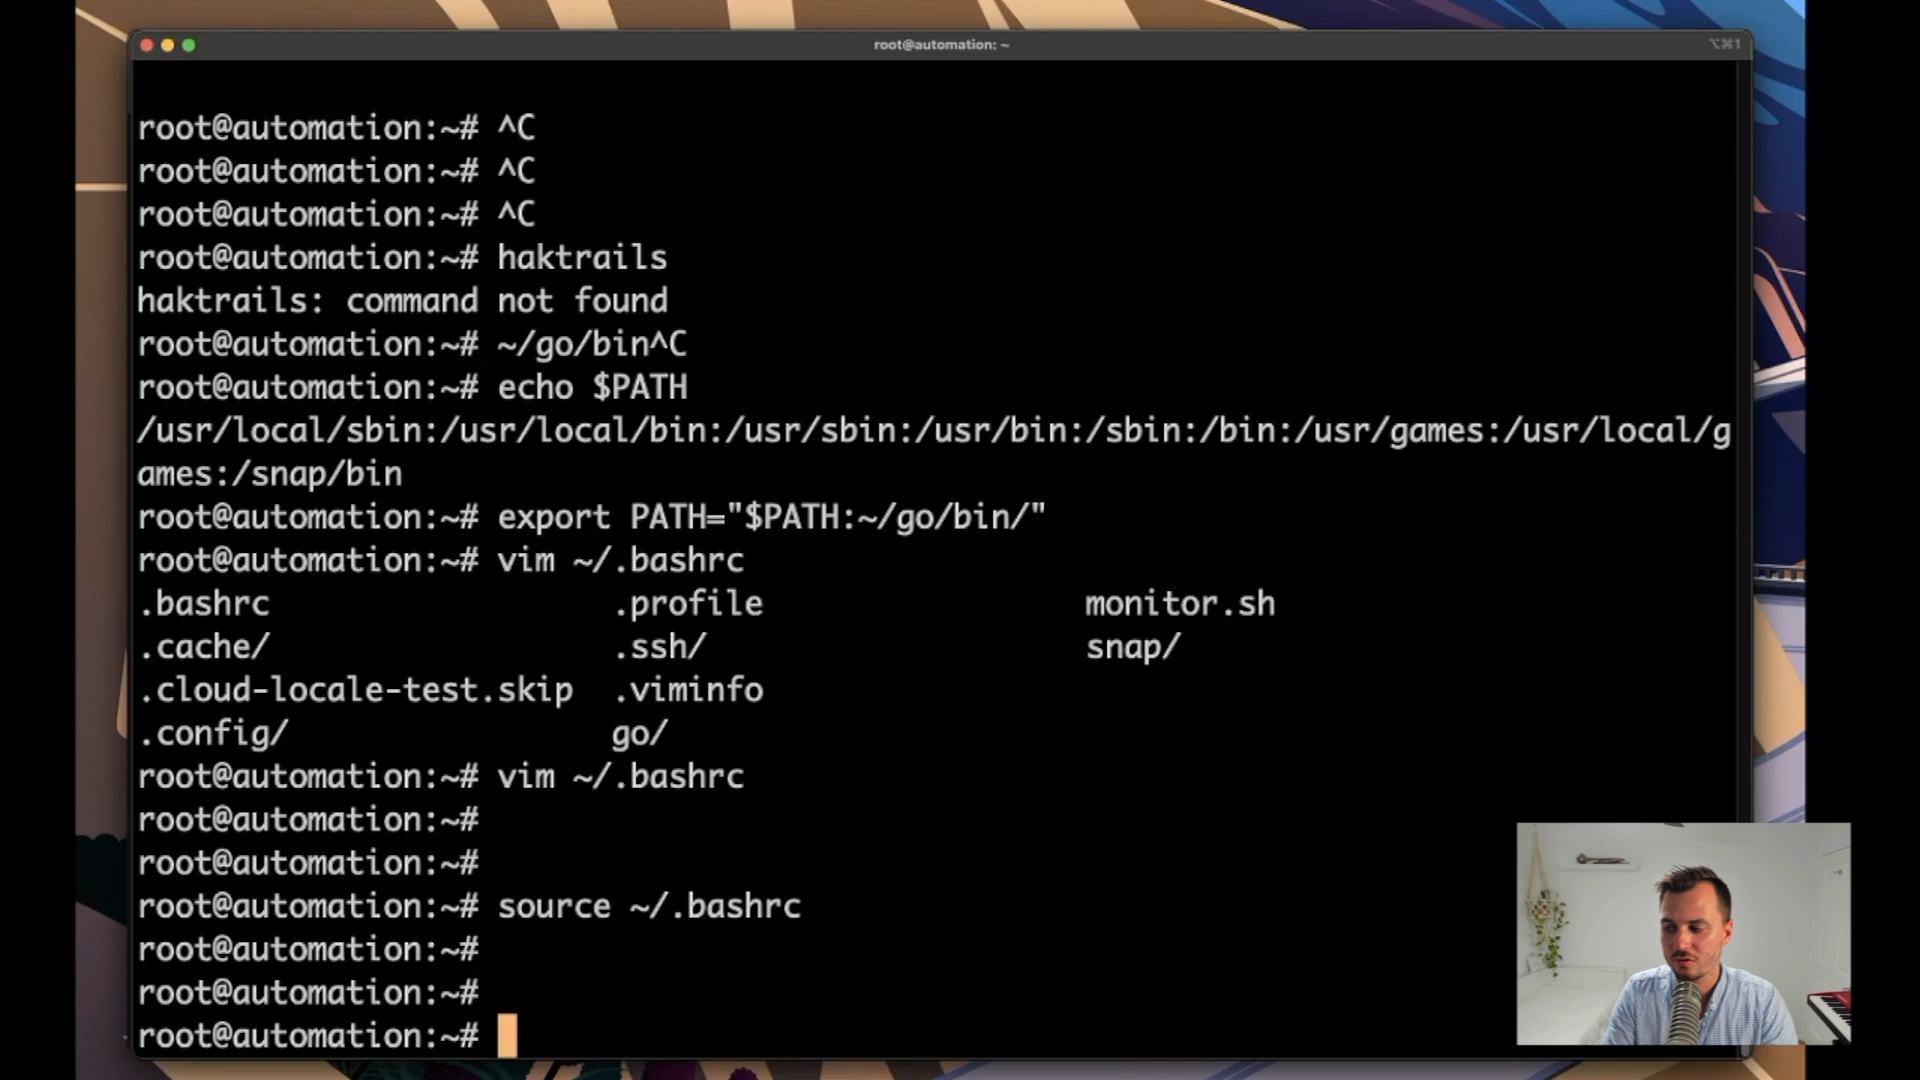 root@automation: ~
⌥⌘1
root@automation:~# ^C
root@automation:~# ^C
root@automation:~# ^C
root@automation:~# haktrails
haktrails: command not found
root@automation:~# ~/go/bin^C
root@automation:~# echo $PATH
/usr/local/sbin:/usr/local/bin:/usr/sbin:/usr/bin:/sbin:/bin:/usr/games:/usr/local/g
ames:/snap/bin
root@automation:~# export PATH="$PATH:~/go/bin/"
root@automation:~# vim ~/.bashrc
.bashrc .profile monitor.sh
.cache/ .ssh/ snap/
.cloud-locale-test.skip .viminfo
.config/ go/
root@automation:~# vim ~/.bashrc
root@automation:~#
root@automation:~#
root@automation:~# source ~/.bashrc
root@automation:~#
root@automation:~#
root@automation:~#